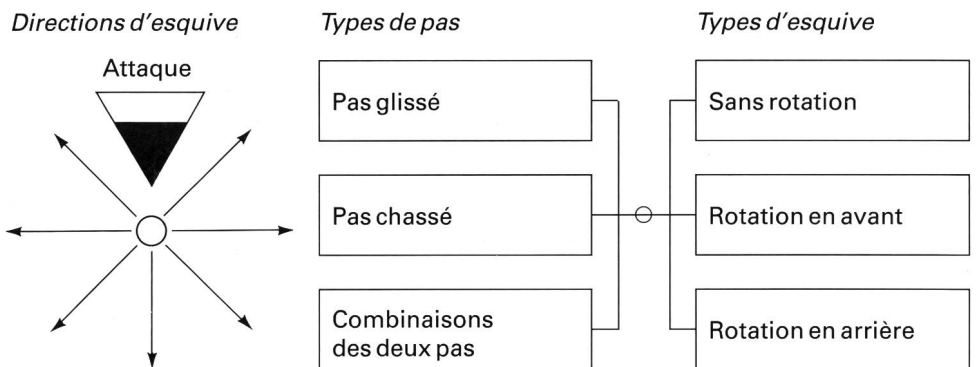 Directions d'esquive
Attaque
Types de pas
Pas glissé
Pas chassé
Combinaisons
des deux pas
Types d'esquive
Sans rotation
Rotation en avant
Rotation en arrière